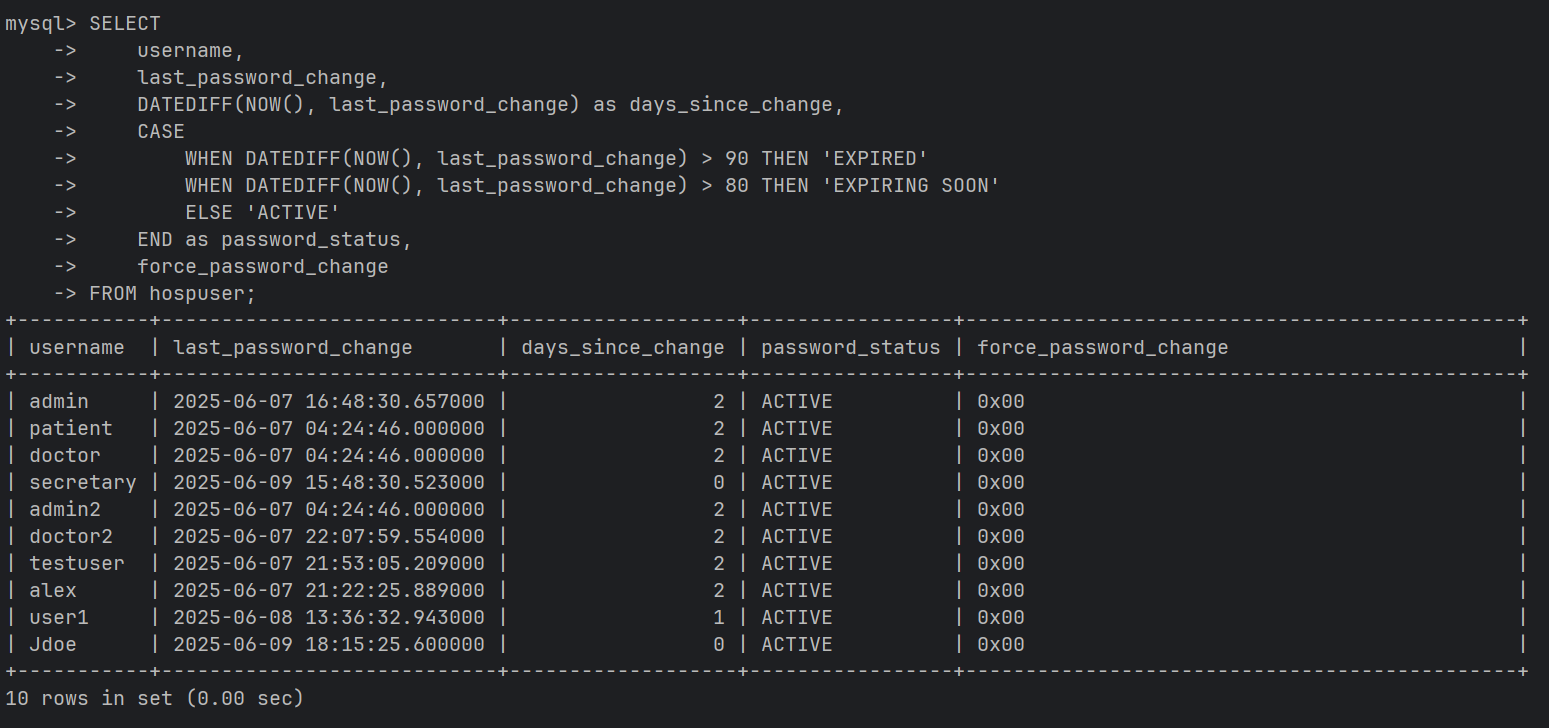 mysql> SELECT
    ->     username,
    ->     last_password_change,
    ->     DATEDIFF(NOW(), last_password_change) as days_since_change,
    ->     CASE
    ->         WHEN DATEDIFF(NOW(), last_password_change) > 90 THEN 'EXPIRED'
    ->         WHEN DATEDIFF(NOW(), last_password_change) > 80 THEN 'EXPIRING SOON'
    ->         ELSE 'ACTIVE'
    ->     END as password_status,
    ->     force_password_change
    -> FROM hospuser;
+-----------+----------------------------+-------------------+-----------------+----------------------------------------------+
| username  | last_password_change       | days_since_change | password_status | force_password_change                        |
+-----------+----------------------------+-------------------+-----------------+----------------------------------------------+
| admin     | 2025-06-07 16:48:30.657000 |                 2 | ACTIVE          | 0x00                                         |
| patient   | 2025-06-07 04:24:46.000000 |                 2 | ACTIVE          | 0x00                                         |
| doctor    | 2025-06-07 04:24:46.000000 |                 2 | ACTIVE          | 0x00                                         |
| secretary | 2025-06-09 15:48:30.523000 |                 0 | ACTIVE          | 0x00                                         |
| admin2    | 2025-06-07 04:24:46.000000 |                 2 | ACTIVE          | 0x00                                         |
| doctor2   | 2025-06-07 22:07:59.554000 |                 2 | ACTIVE          | 0x00                                         |
| testuser  | 2025-06-07 21:53:05.209000 |                 2 | ACTIVE          | 0x00                                         |
| alex      | 2025-06-07 21:22:25.889000 |                 2 | ACTIVE          | 0x00                                         |
| user1     | 2025-06-08 13:36:32.943000 |                 1 | ACTIVE          | 0x00                                         |
| Jdoe      | 2025-06-09 18:15:25.600000 |                 0 | ACTIVE          | 0x00                                         |
+-----------+----------------------------+-------------------+-----------------+----------------------------------------------+
10 rows in set (0.00 sec)